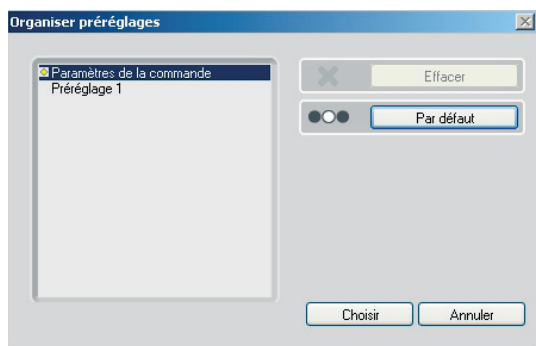 Organiser préréglages
Paramètres de la commande
Préréglage 1
Effacer
Par défaut
Choisir
Annuler